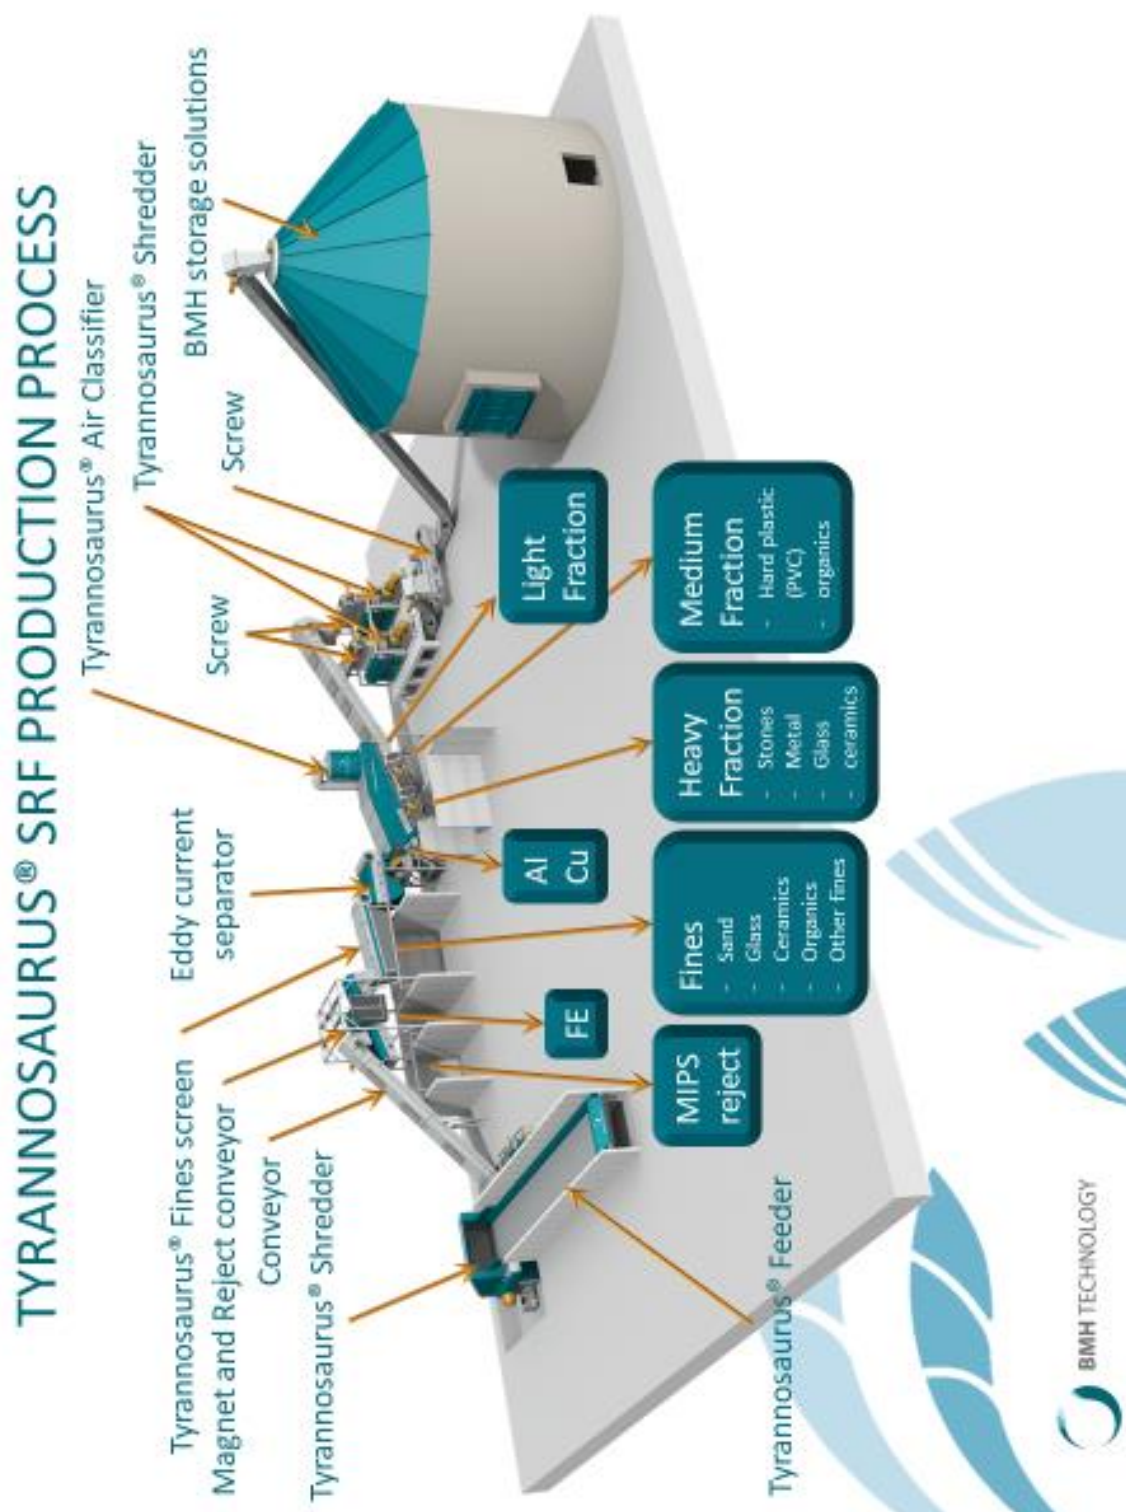 TYRANNOSAURUS® SRF PRODUCTION PROCESS
Tyrannosaurus® Air Classifier
Tyrannosaurus® Shredder
BMH storage solutions
Screw
Screw
Eddy current
separator
Tyrannosaurus® Fines screen
Magnet and Reject conveyor
Conveyor
Tyrannosaurus® Shredder
Tyrannosaurus® Feeder
MIPS
reject
FE
Fines
- Sand
- Glass
- Ceramics
- Organics
- Other fines
Al
Cu
Heavy
Fraction
- Stones
- Metal
- Glass
- ceramics
Light
Fraction
Medium
Fraction
- Hard plastic
(PVC)
- organics
BMH TECHNOLOGY